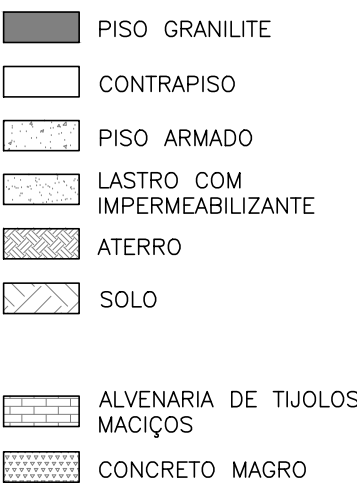 PISO GRANILITE
CONTRAPISO
PISO ARMADO
LASTRO COM
IMPERMEABILIZANTE
ATERRO
SOLO
ALVENARIA DE TIJOLOS
MACIÇOS
CONCRETO MAGRO